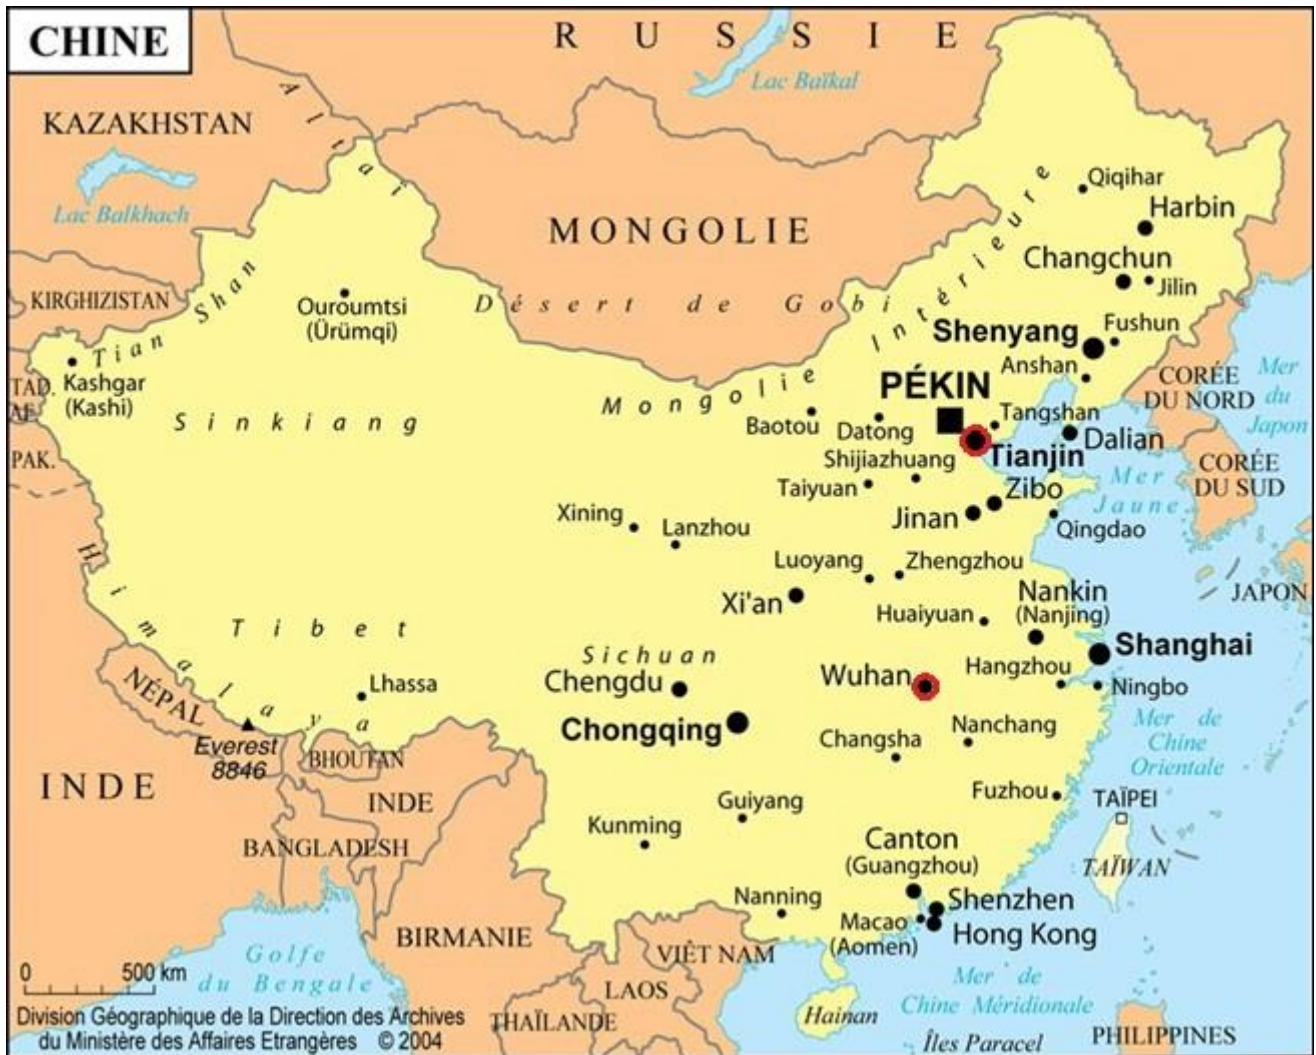 CHINE
RUSSIE
Lac Baïkal
Altai
KAZAKHSTAN
Lac Balkhach
MONGOLIE
Qiqihar
Harbin
Changchun
Jilin
KIRGHIZISTAN
Tian Shan
Ouroumtsi
(Ürümqi)
Désert de Gobi
Mongolie Intérieure
Shenyang
Fushun
Anshan
Kashgar
(Kashi)
TAD.
AF.
PAK.
Sinkiang
PÉKIN
Baotou
Datong
Tangshan
Dalian
Tianjin
CORÉE
DU NORD
Mer
du
Japon
CORÉE
DU SUD
Shijiazhuang
Taiyuan
Zibo
Jinan
Mer
Jaune
Qingdao
Xining
Lanzhou
Luoyang
Zhengzhou
JAPON
Xi'an
Huaiyuan
Nankin
(Nanjing)
Shanghai
Himalaya
Tibet
Sichuan
Chengdu
Wuhan
Hangzhou
Ningbo
Lhassa
NÉPAL
Everest
8846
BHOUTAN
Chongqing
Changsha
Nanchang
Mer de
Chine
Orientale
INDE
INDE
Guiyang
Kunming
Fuzhou
TAÏPEI
TAÏWAN
BANGLADESH
Canton
(Guangzhou)
Nanning
Shenzhen
Macao
(Aomen)
Hong Kong
BIRMANIE
VIÊT NAM
LAOS
THAÏLANDE
Golfe
du Bengale
Mer de
Chine Méridionale
Hainan
Îles Paracel
PHILIPPINES
0 500 km
Division Géographique de la Direction des Archives
du Ministère des Affaires Etrangères © 2004